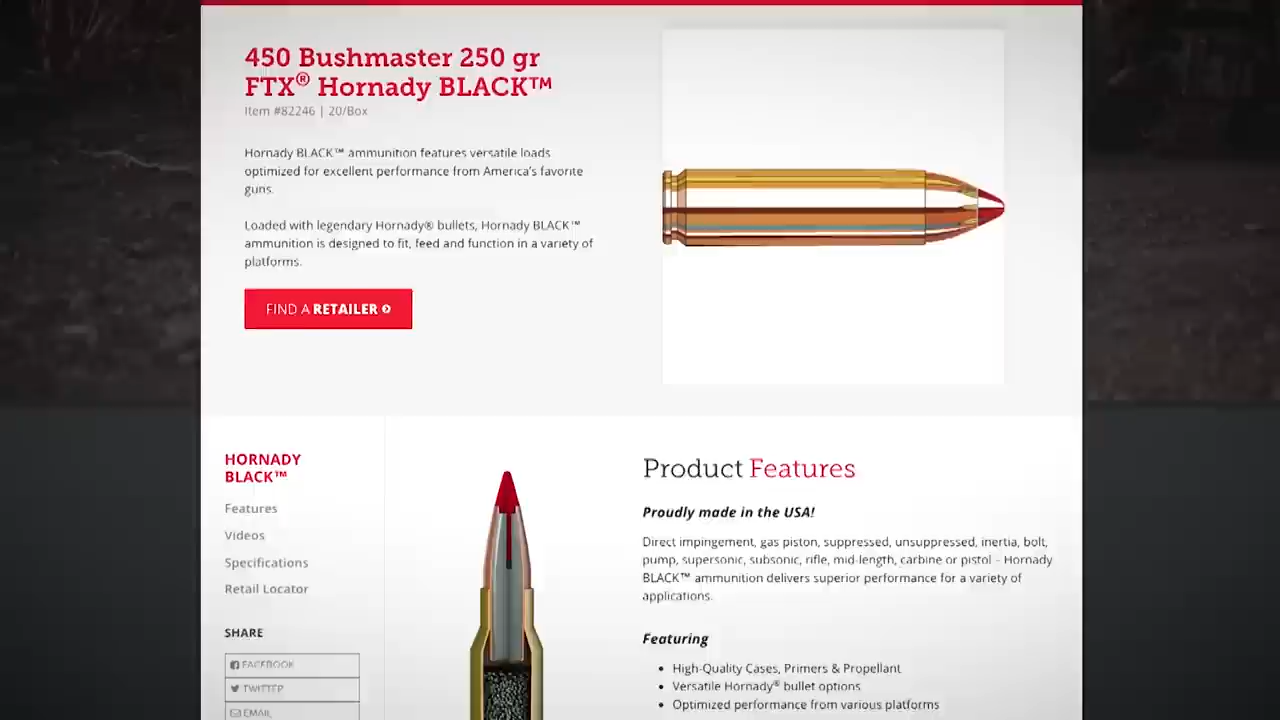 450 Bushmaster 250 gr
FTX® Hornady BLACK™
Item #82246 | 20/Box
Hornady BLACK™ ammunition features versatile loads
optimized for excellent performance from America's favorite
guns.
Loaded with legendary Hornady® bullets, Hornady BLACK™
ammunition is designed to fit, feed and function in a variety of
platforms.
FIND A RETAILER
HORNADY
BLACK™
Features
Videos
Specifications
Retail Locator
SHARE
FACEBOOK
TWITTER
EMAIL
Product Features
Proudly made in the USA!
Direct impingement, gas piston, suppressed, unsuppressed, inertia, bolt,
pump, supersonic, subsonic, rifle, mid-length, carbine or pistol – Hornady
BLACK™ ammunition delivers superior performance for a variety of
applications.
Featuring
• High-Quality Cases, Primers & Propellant
• Versatile Hornady® bullet options
• Optimized performance from various platforms